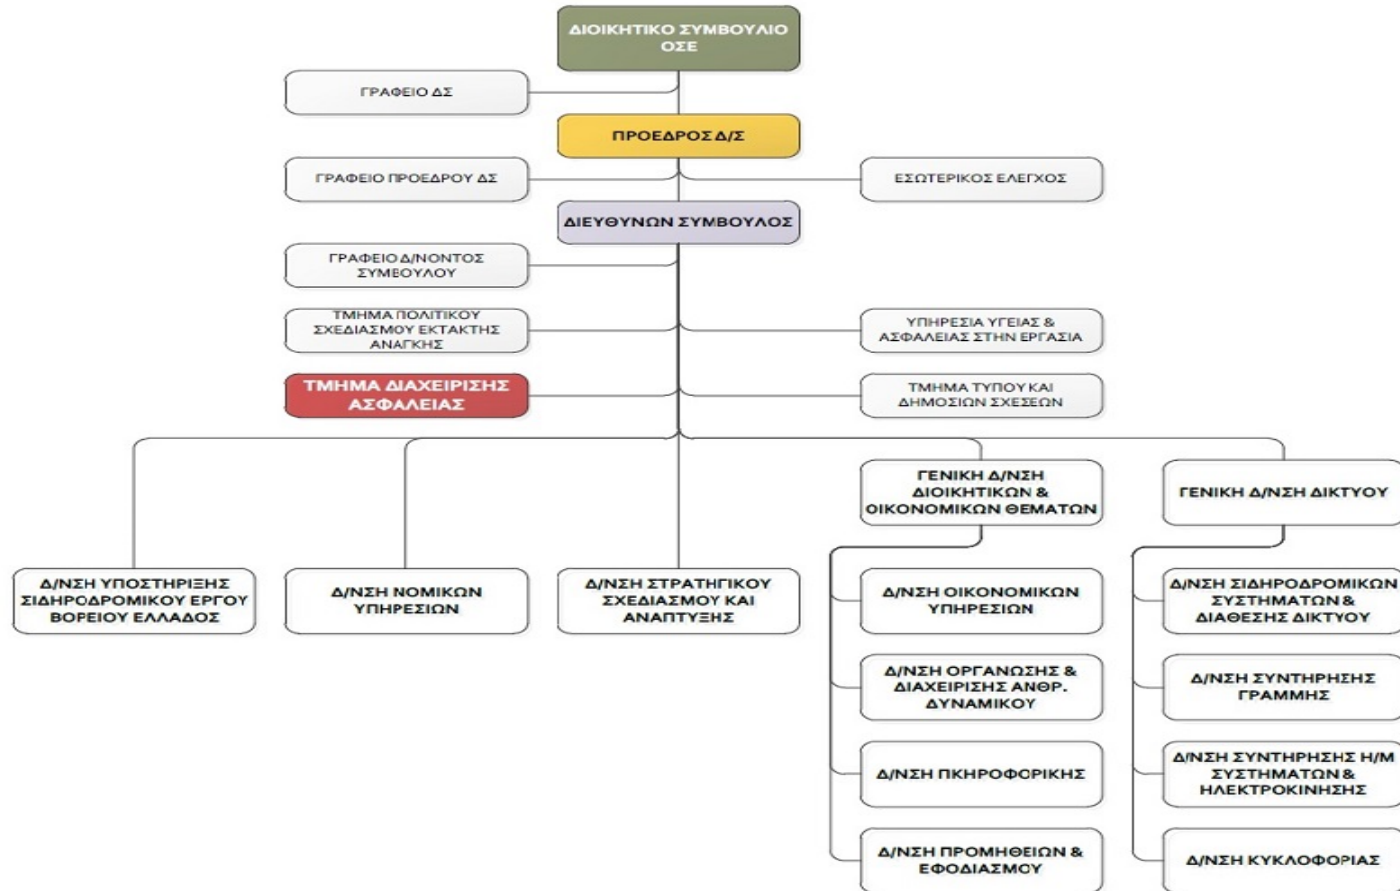 ΔΙΟΙΚΗΤΙΚΟ ΣΥΜΒΟΥΛΙΟ
ΟΣΕ
ΓΡΑΦΕΙΟ ΔΣ
ΠΡΟΕΔΡΟΣ Δ/Σ
ΓΡΑΦΕΙΟ ΠΡΟΕΔΡΟΥ ΔΣ
ΕΣΩΤΕΡΙΚΟΣ ΕΛΕΓΧΟΣ
ΔΙΕΥΘΥΝΩΝ ΣΥΜΒΟΥΛΟΣ
ΓΡΑΦΕΙΟ Δ/ΝΟΝΤΟΣ
ΣΥΜΒΟΥΛΟΥ
ΤΜΗΜΑ ΠΟΛΙΤΙΚΟΥ
ΣΧΕΔΙΑΣΜΟΥ ΕΚΤΑΚΤΗΣ
ΑΝΑΓΚΗΣ
ΥΠΗΡΕΣΙΑ ΥΓΕΙΑΣ &
ΑΣΦΑΛΕΙΑΣ ΣΤΗΝ ΕΡΓΑΣΙΑ
ΤΜΗΜΑ ΔΙΑΧΕΙΡΙΣΗΣ
ΑΣΦΑΛΕΙΑΣ
ΤΜΗΜΑ ΤΥΠΟΥ ΚΑΙ
ΔΗΜΟΣΙΩΝ ΣΧΕΣΕΩΝ
Δ/ΝΣΗ ΥΠΟΣΤΗΡΙΞΗΣ
ΣΙΔΗΡΟΔΡΟΜΙΚΟΥ ΕΡΓΟΥ
ΒΟΡΕΙΟΥ ΕΛΛΑΔΟΣ
Δ/ΝΣΗ ΝΟΜΙΚΩΝ
ΥΠΗΡΕΣΙΩΝ
Δ/ΝΣΗ ΣΤΡΑΤΗΓΙΚΟΥ
ΣΧΕΔΙΑΣΜΟΥ ΚΑΙ
ΑΝΑΠΤΥΞΗΣ
ΓΕΝΙΚΗ Δ/ΝΣΗ
ΔΙΟΙΚΗΤΙΚΩΝ &
ΟΙΚΟΝΟΜΙΚΩΝ ΘΕΜΑΤΩΝ
Δ/ΝΣΗ ΟΙΚΟΝΟΜΙΚΩΝ
ΥΠΗΡΕΣΙΩΝ
Δ/ΝΣΗ ΟΡΓΑΝΩΣΗΣ &
ΔΙΑΧΕΙΡΙΣΗΣ ΑΝΘΡ.
ΔΥΝΑΜΙΚΟΥ
Δ/ΝΣΗ ΠΚΗΡΟΦΟΡΙΚΗΣ
Δ/ΝΣΗ ΠΡΟΜΗΘΕΙΩΝ &
ΕΦΟΔΙΑΣΜΟΥ
ΓΕΝΙΚΗ Δ/ΝΣΗ ΔΙΚΤΥΟΥ
Δ/ΝΣΗ ΣΙΔΗΡΟΔΡΟΜΙΚΩΝ
ΣΥΣΤΗΜΑΤΩΝ &
ΔΙΑΘΕΣΗΣ ΔΙΚΤΥΟΥ
Δ/ΝΣΗ ΣΥΝΤΗΡΗΣΗΣ
ΓΡΑΜΜΗΣ
Δ/ΝΣΗ ΣΥΝΤΗΡΗΣΗΣ Η/Μ
ΣΥΣΤΗΜΑΤΩΝ &
ΗΛΕΚΤΡΟΚΙΝΗΣΗΣ
Δ/ΝΣΗ ΚΥΚΛΟΦΟΡΙΑΣ